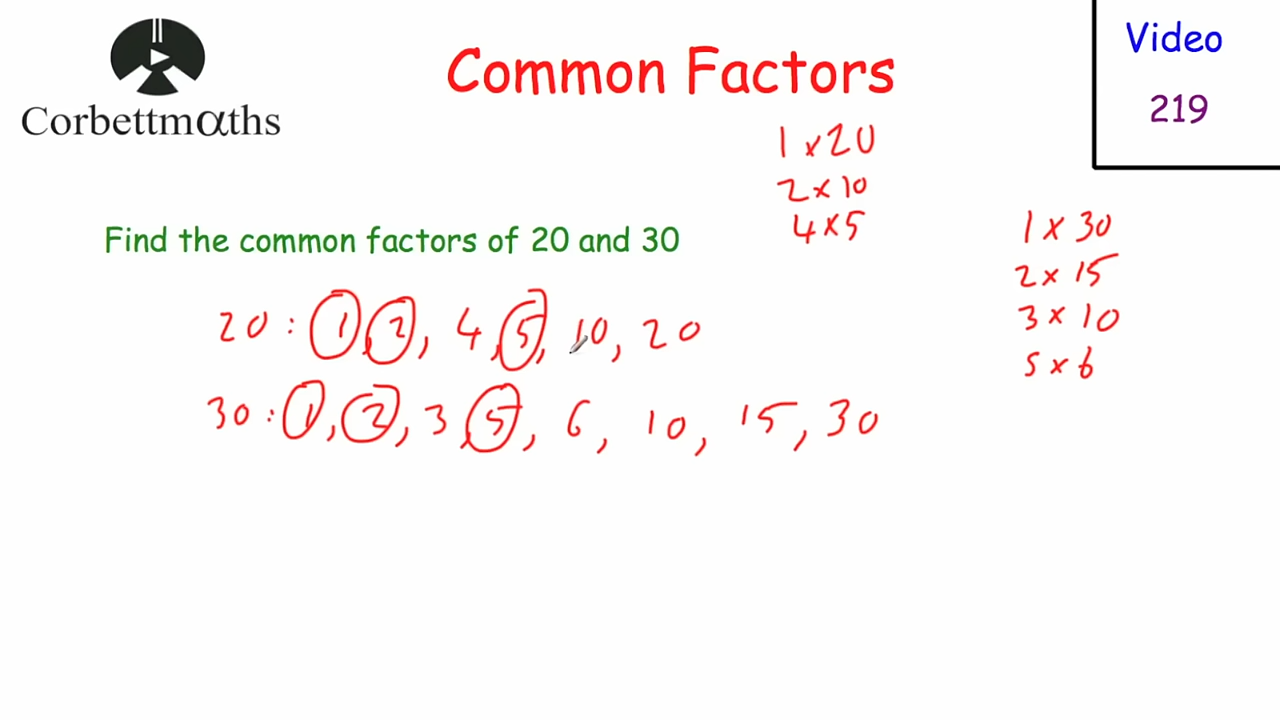 Corbettmαths
Common Factors
Video
219
1 × 20
2 × 10
4 × 5
1 × 30
2 × 15
3 × 10
5 × 6
Find the common factors of 20 and 30
20 : 1, 2, 4, 5, 10, 20
30 : 1, 2, 3, 5, 6, 10, 15, 30